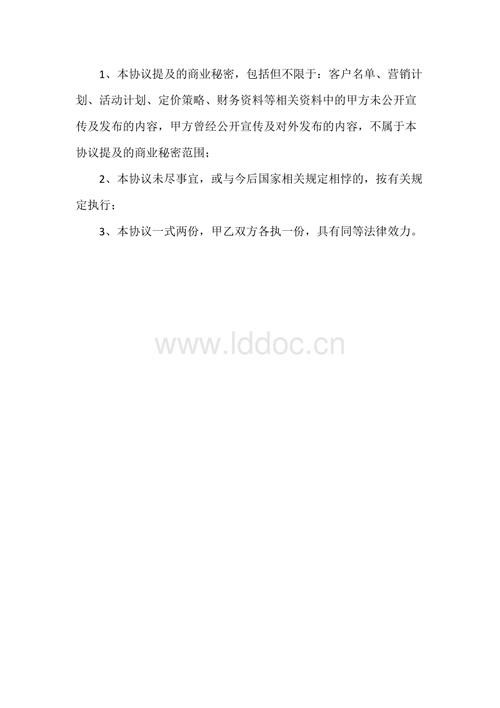 1、本协议提及的商业秘密，包括但不限于：客户名单、营销计
划、活动计划、定价策略、财务资料等相关资料中的甲方未公开宣
传及发布的内容，甲方曾经公开宣传及对外发布的内容，不属于本
协议提及的商业秘密范围；
2、本协议未尽事宜，或与今后国家相关规定相悖的，按有关规
定执行；
3、本协议一式两份，甲乙双方各执一份，具有同等法律效力。
www.lddoc.cn